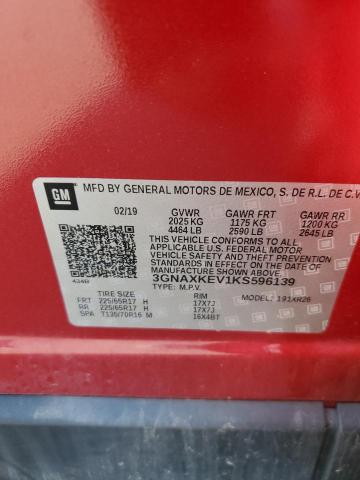 GM
MFD BY GENERAL MOTORS DE MEXICO, S. DE R.L. DE C.V
02/19 GVWR GAWR FRT GAWR RR
2025 KG 1175 KG 1200 KG
4464 LB 2590 LB 2645 LB
THIS VEHICLE CONFORMS TO ALL APPLICABLE
U.S. FEDERAL MOTOR
VEHICLE SAFETY AND THEFT
PREVENTION STANDARDS IN EFFECT ON THE DATE OF
MANUFACTURE SHOWN ABOVE.
3GNAXKEV1KS596139
TYPE: M.P.V.
TIRE SIZE RIM MODEL: 191XR26
FRT 225/65R17 H 17X7J
RR 225/65R17 H 17X7J
SPA T135/70R16 M 16X4BT